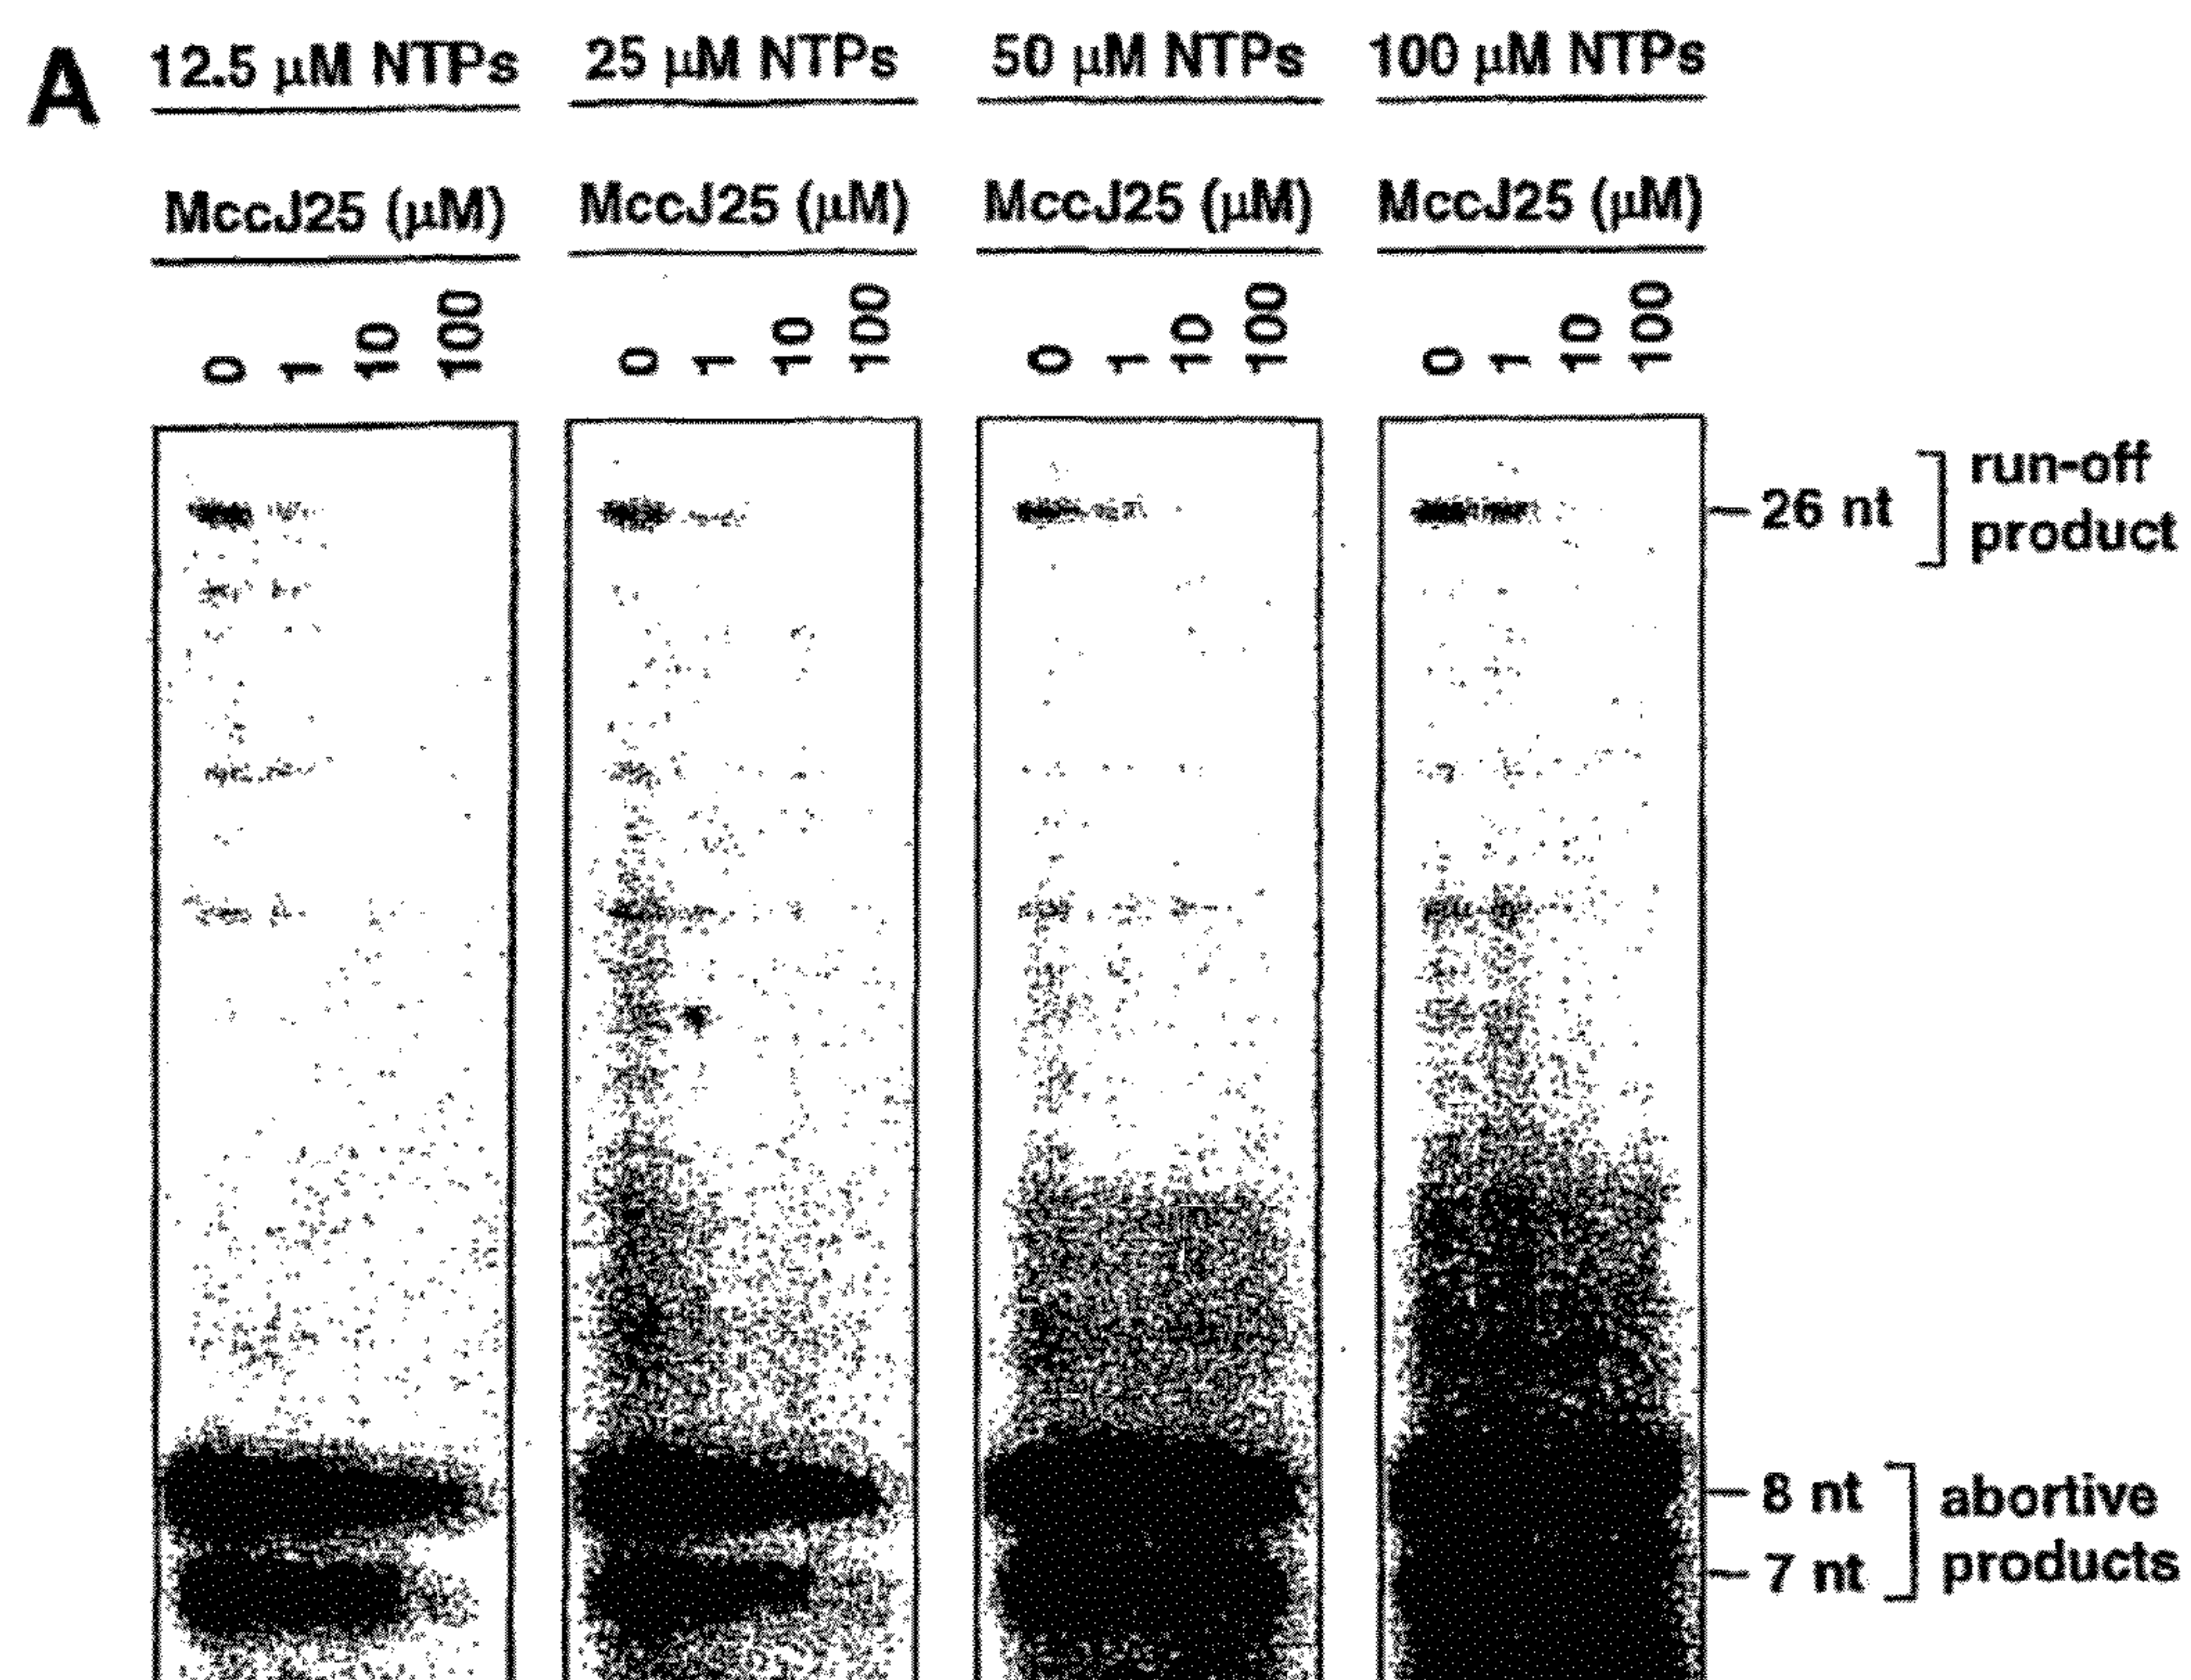 A
12.5 µM NTPs 25 µM NTPs 50 µM NTPs 100 µM NTPs
MccJ25 (µM) MccJ25 (µM) MccJ25 (µM) MccJ25 (µM)
0 1 10 100 0 1 10 100 0 1 10 100 0 1 10 100
26 nt
run-off
product
8 nt
7 nt
abortive
products